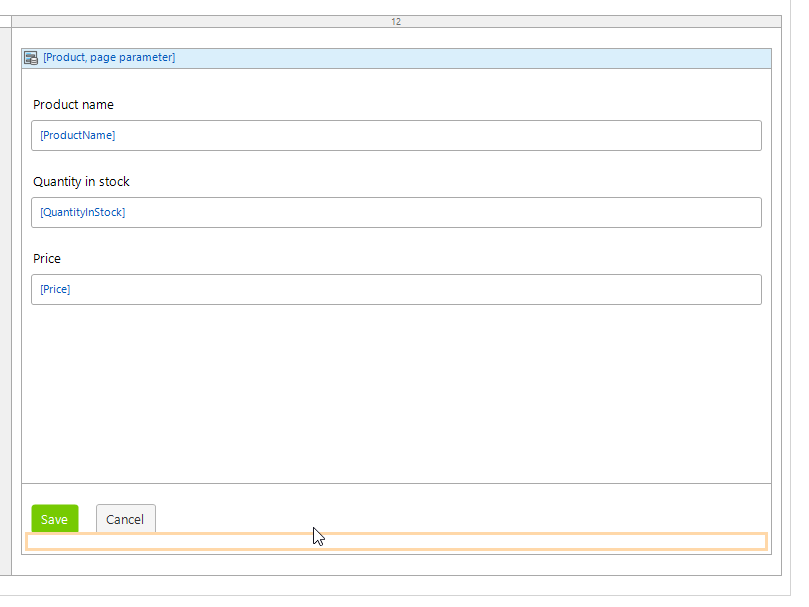 12
[Product, page parameter]
Product name
[ProductName]
Quantity in stock
[QuantityInStock]
Price
[Price]
Save Cancel